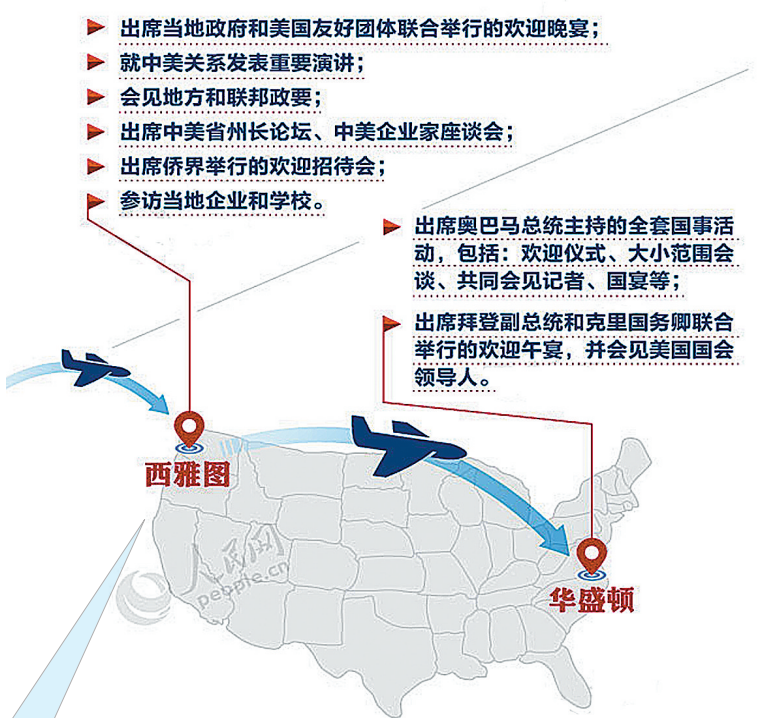 出席当地政府和美国友好团体联合举行的欢迎晚宴；
就中美关系发表重要演讲；
会见地方和联邦政要；
出席中美省州长论坛、中美企业家座谈会；
出席侨界举行的欢迎招待会；
参访当地企业和学校。
出席奥巴马总统主持的全套国事活
动，包括：欢迎仪式、大小范围会
谈、共同会见记者、国宴等；
出席拜登副总统和克里国务卿联合
举行的欢迎午宴，并会见美国国会
领导人。
西雅图
人民网
people.cn
华盛顿